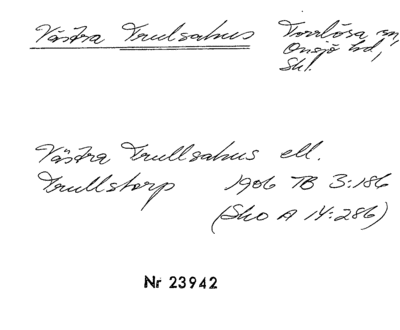 Västra Trulsahus Torrlösa sn,
Onsjö hd,
Sk.
Västra Trullsahus ell.
Trullstorp 1906 TB 3:186
(Sko A 14:286)
Nr 23942